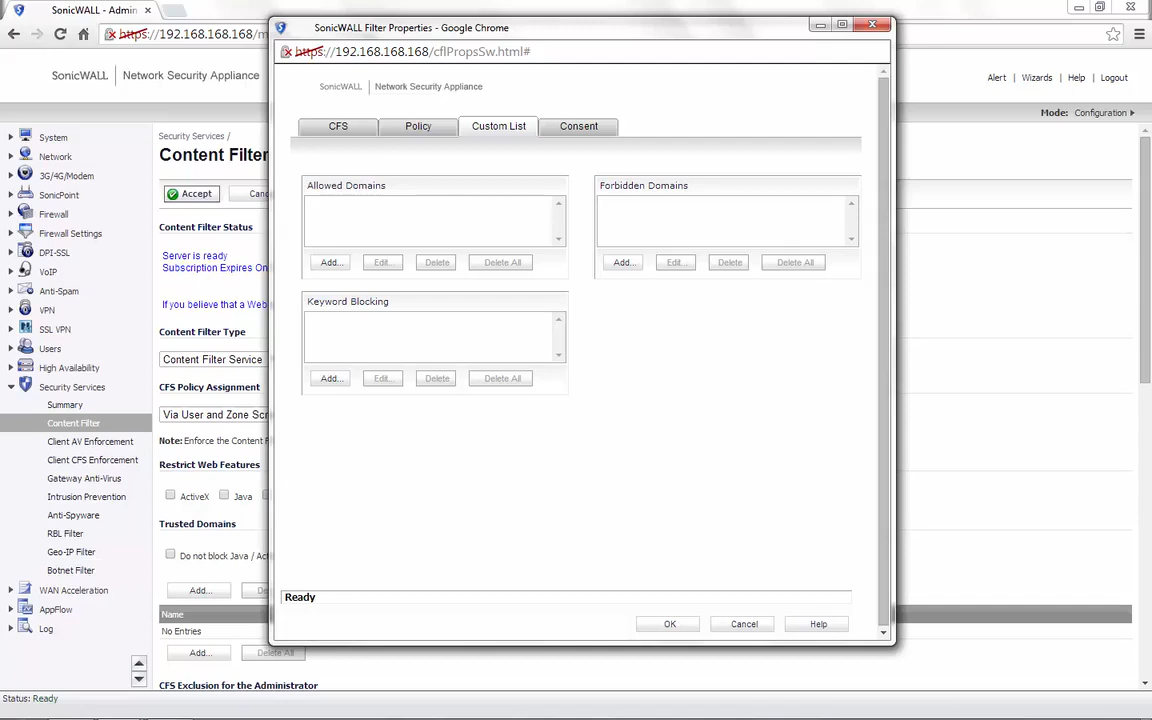 SonicWALL - Admin
https://192.168.168.168/m
SonicWALL Filter Properties - Google Chrome
https://192.168.168.168/cflPropsSw.html#
SonicWALL | Network Security Appliance
Alert | Wizards | Help | Logout
Mode: Configuration
System
Network
3G/4G/Modem
SonicPoint
Firewall
Firewall Settings
DPI-SSL
VoIP
Anti-Spam
VPN
SSL VPN
Users
High Availability
Security Services
Summary
Content Filter
Client AV Enforcement
Client CFS Enforcement
Gateway Anti-Virus
Intrusion Prevention
Anti-Spyware
RBL Filter
Geo-IP Filter
Botnet Filter
WAN Acceleration
AppFlow
Log
Security Services /
Content Filter
Accept Canc
Content Filter Status
Server is ready
Subscription Expires On
If you believe that a Web
Content Filter Type
Content Filter Service
CFS Policy Assignment
Via User and Zone Scr
Note: Enforce the Content F
Restrict Web Features
ActiveX Java
Trusted Domains
Do not block Java / Act
Add... De
Name
No Entries
Add... Delete All
CFS Exclusion for the Administrator
SonicWALL | Network Security Appliance
CFS Policy Custom List Consent
Allowed Domains
Add... Edit... Delete Delete All
Forbidden Domains
Add... Edit... Delete Delete All
Keyword Blocking
Add... Edit... Delete Delete All
Ready
OK Cancel Help
Status: Ready